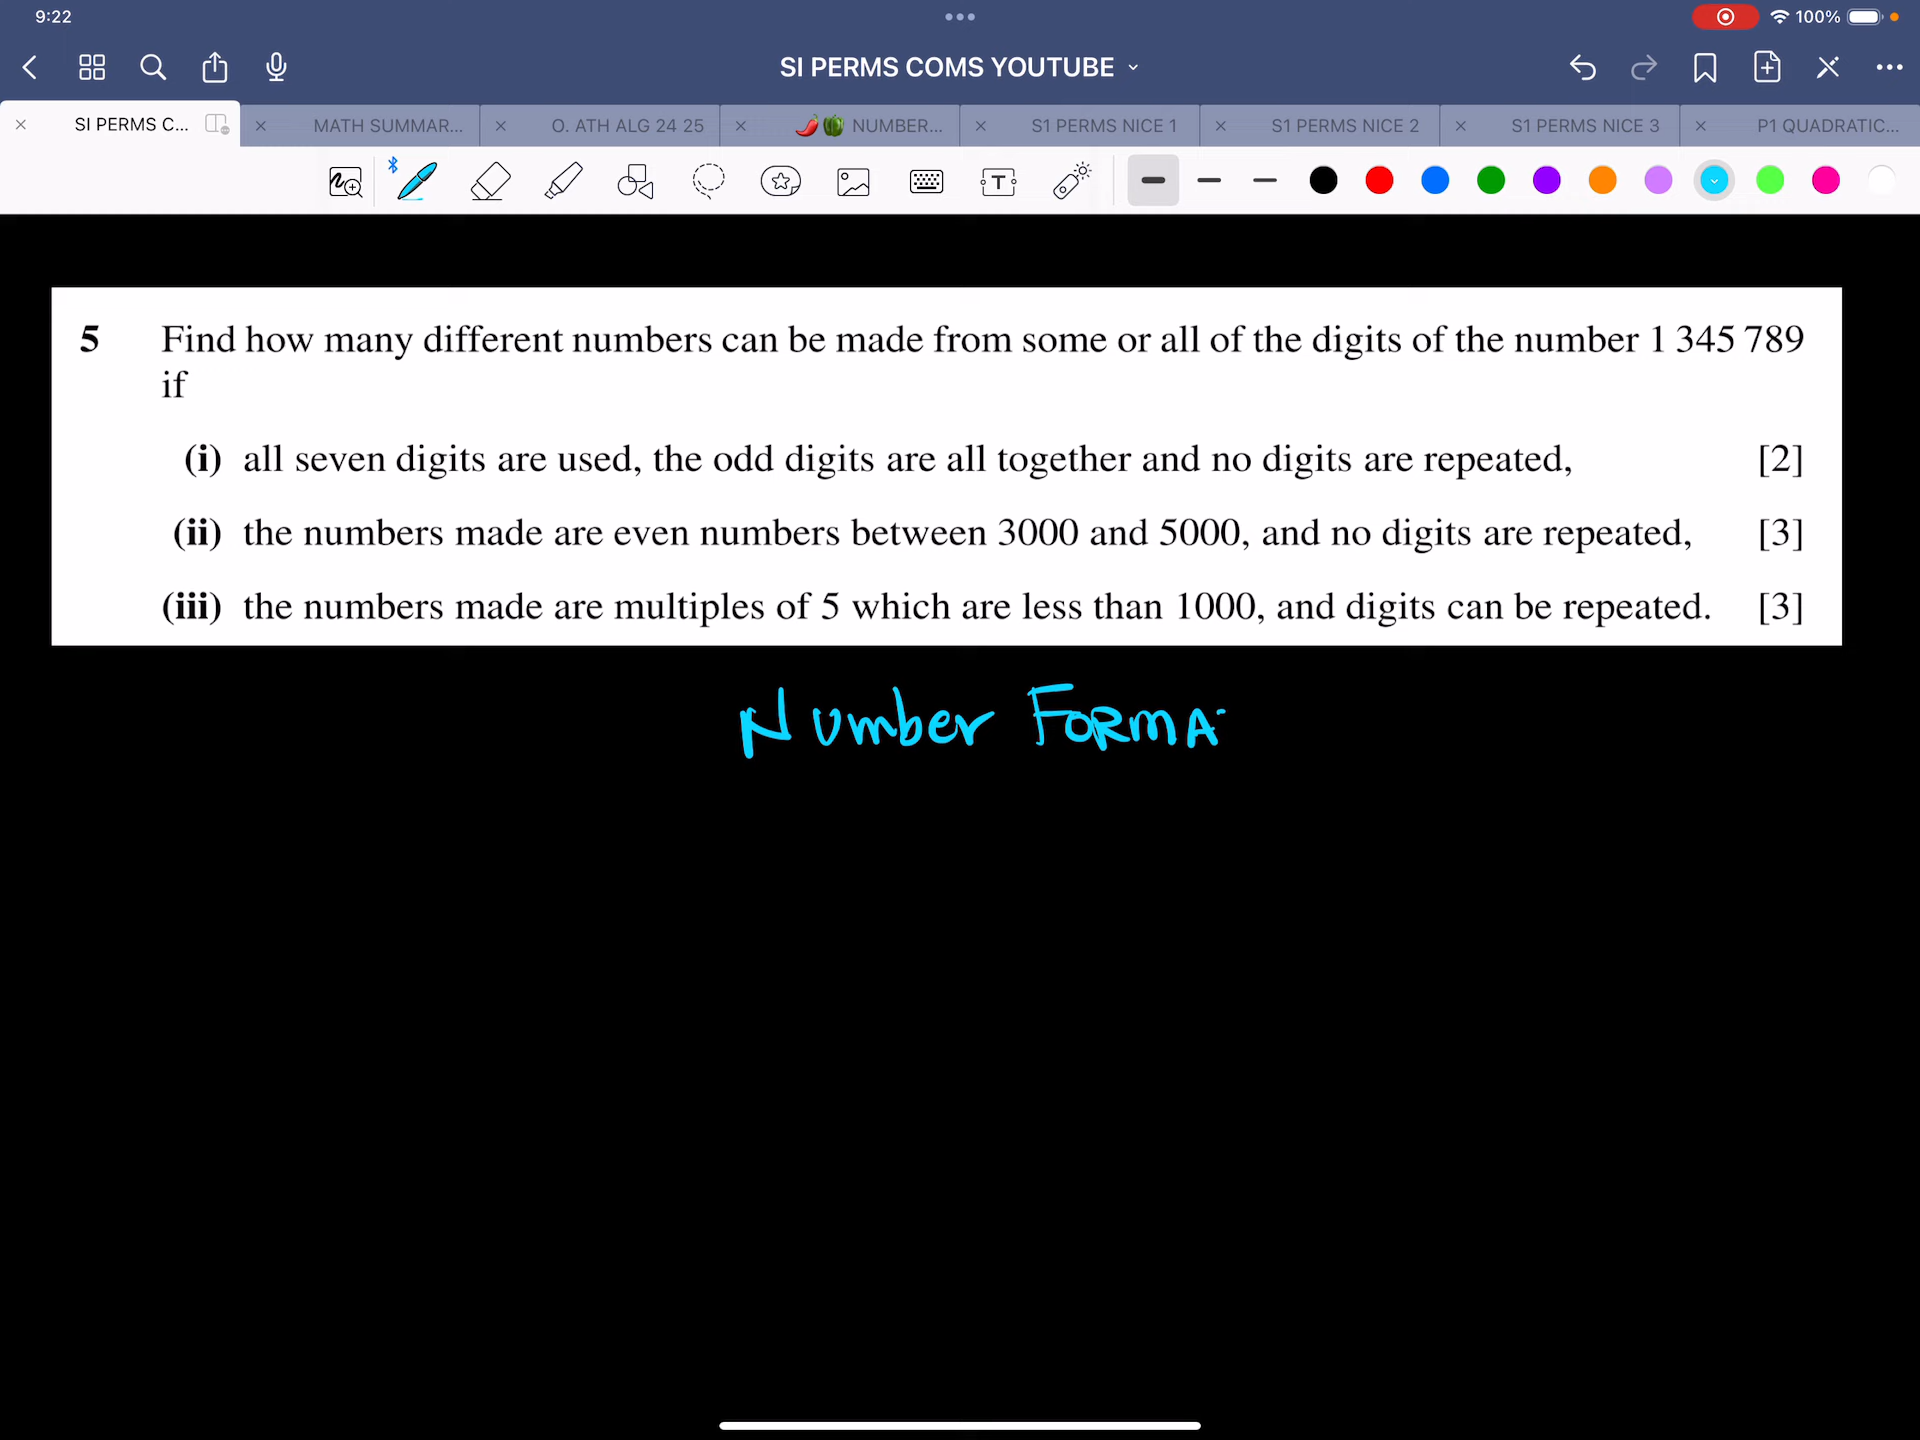 9:22
100%
SI PERMS COMS YOUTUBE
SI PERMS C...
MATH SUMMAR...
O. ATH ALG 24 25
NUMBER...
S1 PERMS NICE 1
S1 PERMS NICE 2
S1 PERMS NICE 3
P1 QUADRATIC...
5 Find how many different numbers can be made from some or all of the digits of the number 1 345 789
if
(i) all seven digits are used, the odd digits are all together and no digits are repeated, [2]
(ii) the numbers made are even numbers between 3000 and 5000, and no digits are repeated, [3]
(iii) the numbers made are multiples of 5 which are less than 1000, and digits can be repeated. [3]
Number FORMA